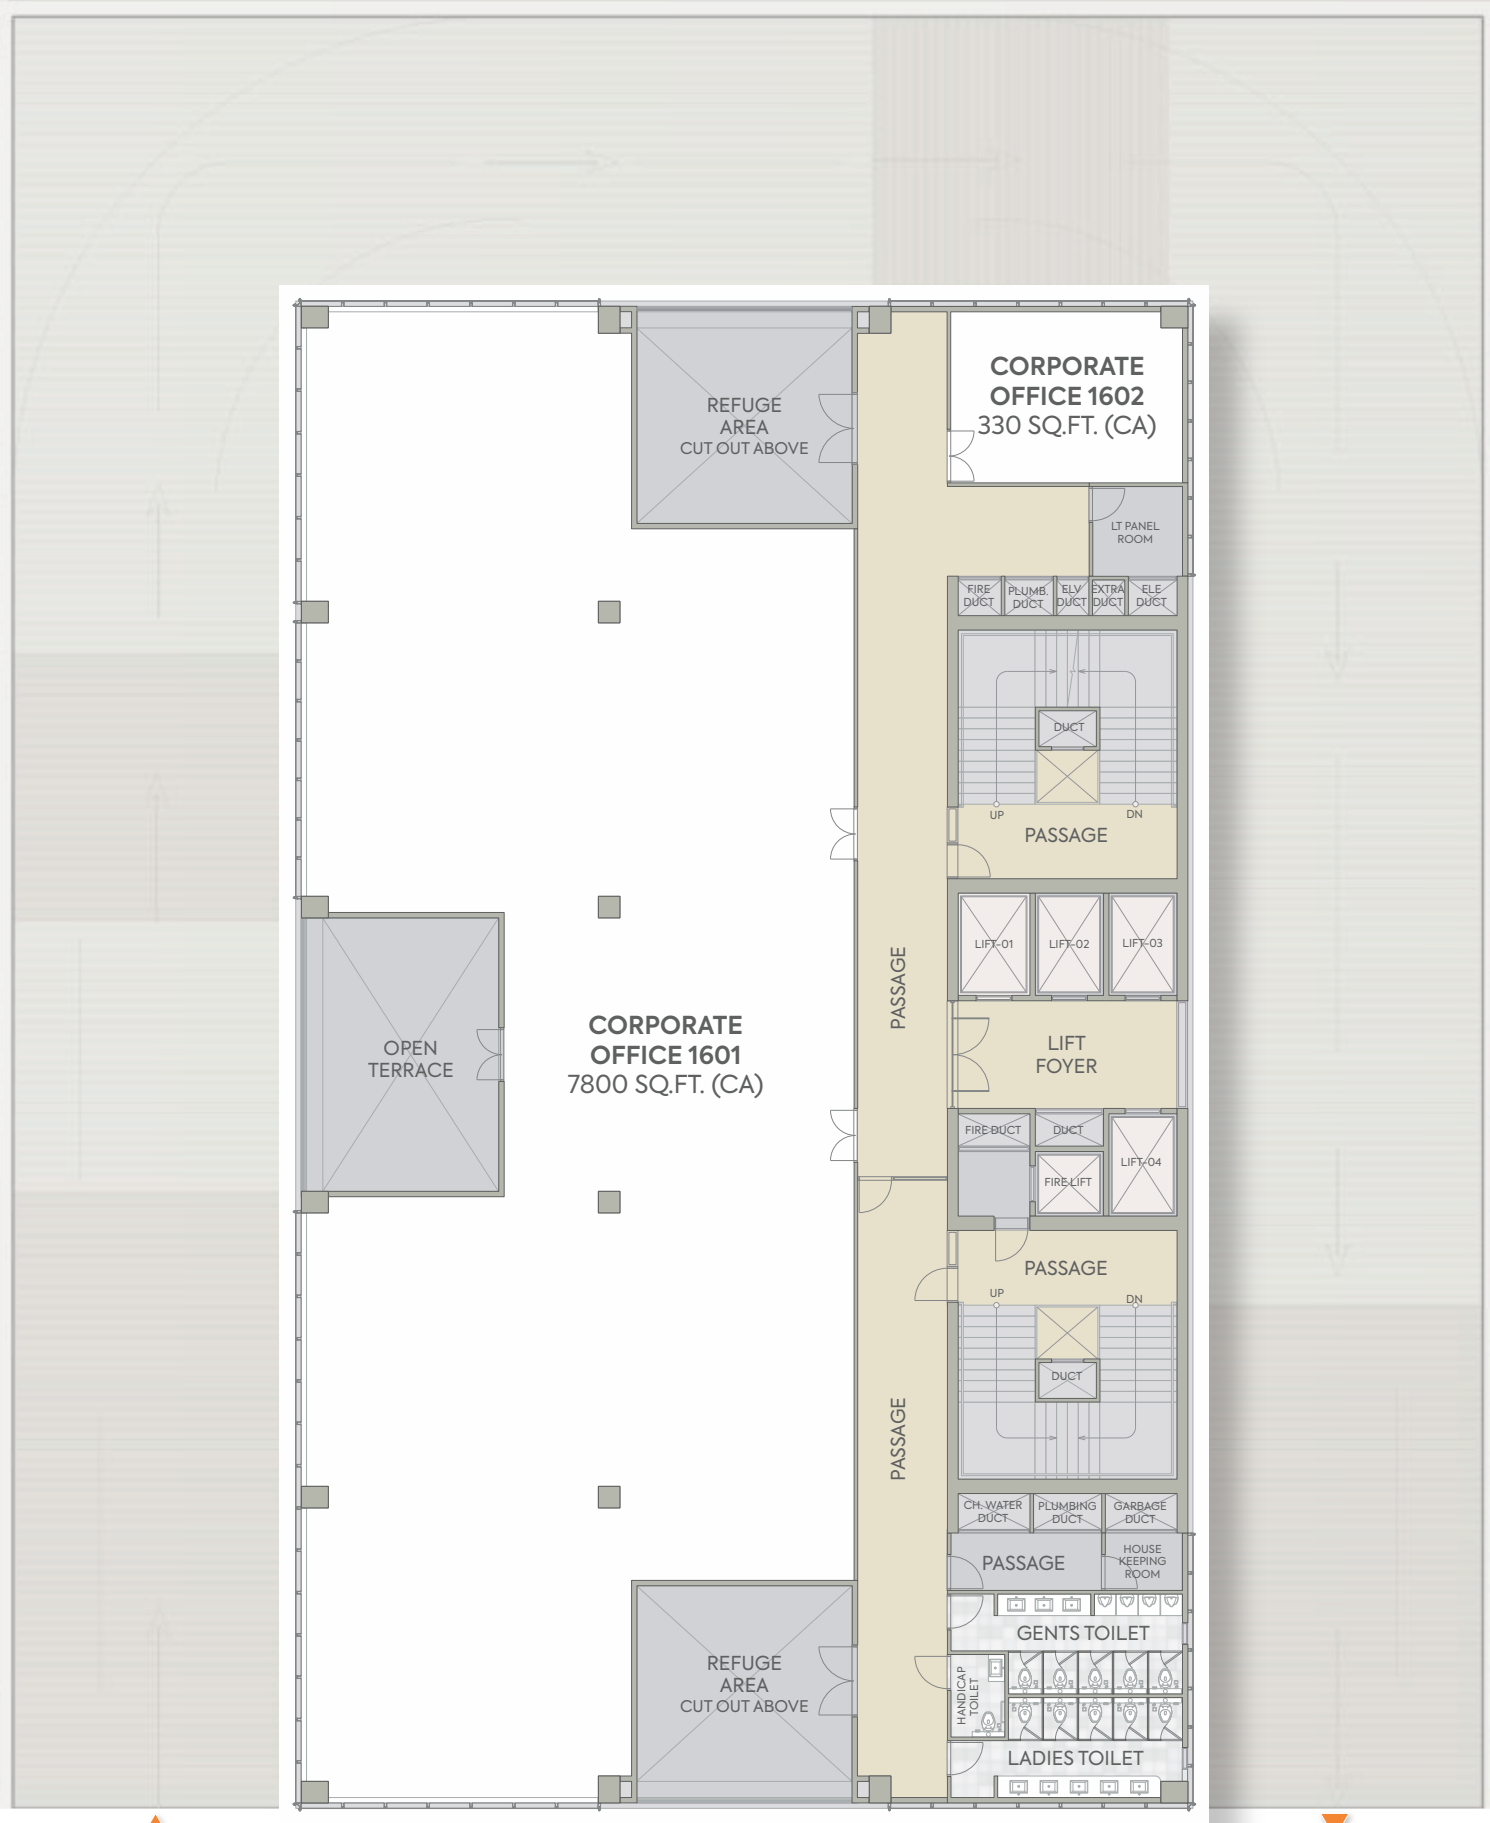 CORPORATE
OFFICE 1602
330 SQ.FT. (CA)
REFUGE
AREA
CUT OUT ABOVE
LT PANEL
ROOM
FIRE
DUCT
PLUMB.
DUCT
ELV
DUCT
EXTRA
DUCT
ELE
DUCT
DUCT
UP
DN
PASSAGE
LIFT-01
LIFT-02
LIFT-03
PASSAGE
CORPORATE
OFFICE 1601
7800 SQ.FT. (CA)
OPEN
TERRACE
LIFT
FOYER
FIRE DUCT
DUCT
LIFT-04
FIRE LIFT
PASSAGE
UP
DN
DUCT
PASSAGE
CH. WATER
DUCT
PLUMBING
DUCT
GARBAGE
DUCT
PASSAGE
HOUSE
KEEPING
ROOM
GENTS TOILET
HANDICAP
TOILET
REFUGE
AREA
CUT OUT ABOVE
LADIES TOILET